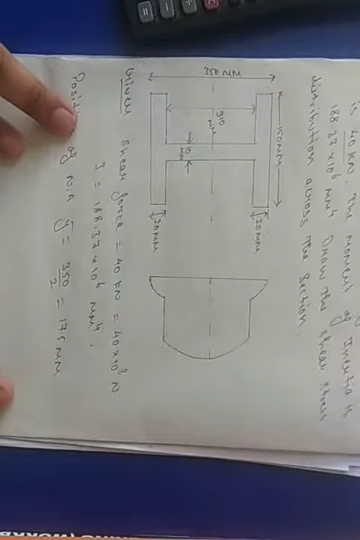 is 40 kN. The moment of Inertia is
188.37×10⁶ mm⁴. Draw the shear stress
distribution across the section.
150mm
20mm
350 mm
310
mm
10
mm
20mm
Given Shear force = 40 kN = 40×10³ N
I = 188.37×10⁶ mm⁴.
of N.A ȳ = 350/2 = 175 mm